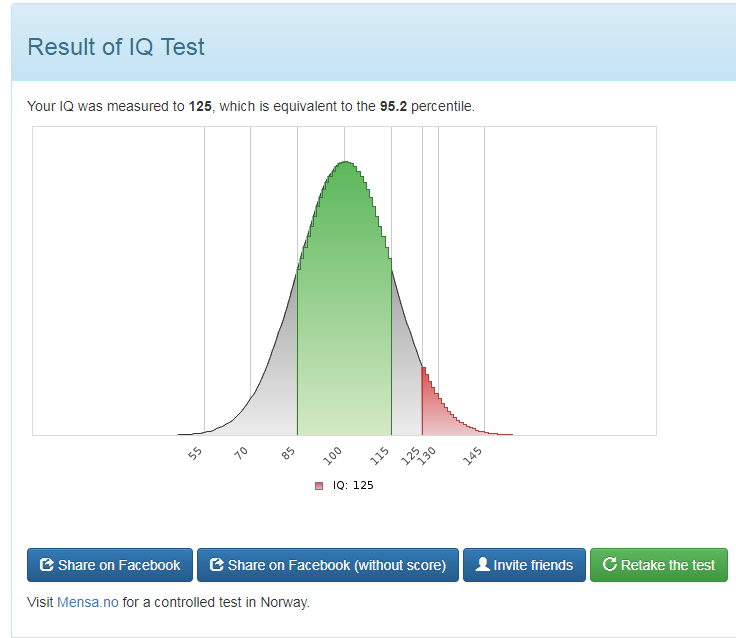 Result of IQ Test
Your IQ was measured to 125, which is equivalent to the 95.2 percentile.
55 70 85 100 115 125 130 145
IQ: 125
Share on Facebook Share on Facebook (without score) Invite friends Retake the test
Visit Mensa.no for a controlled test in Norway.